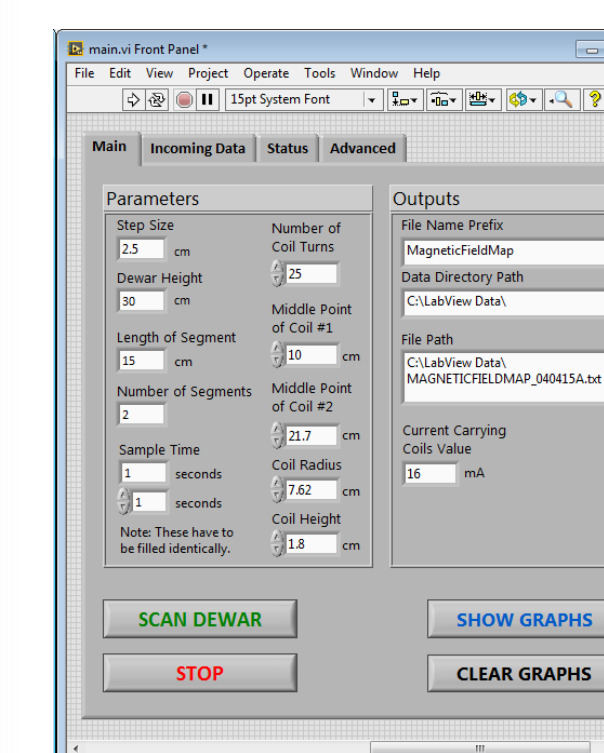 main.vi Front Panel *
File Edit View Project Operate Tools Window Help
15pt System Font
Main Incoming Data Status Advanced
Parameters
Step Size
2.5 cm
Dewar Height
30 cm
Length of Segment
15 cm
Number of Segments
2
Sample Time
1 seconds
1 seconds
Note: These have to
be filled identically.
Number of
Coil Turns
25
Middle Point
of Coil #1
10 cm
Middle Point
of Coil #2
21.7 cm
Coil Radius
7.62 cm
Coil Height
1.8 cm
Outputs
File Name Prefix
MagneticFieldMap
Data Directory Path
C:\LabView Data\
File Path
C:\LabView Data\
MAGNETICFIELDMAP_040415A.txt
Current Carrying
Coils Value
16 mA
SCAN DEWAR
SHOW GRAPHS
STOP
CLEAR GRAPHS